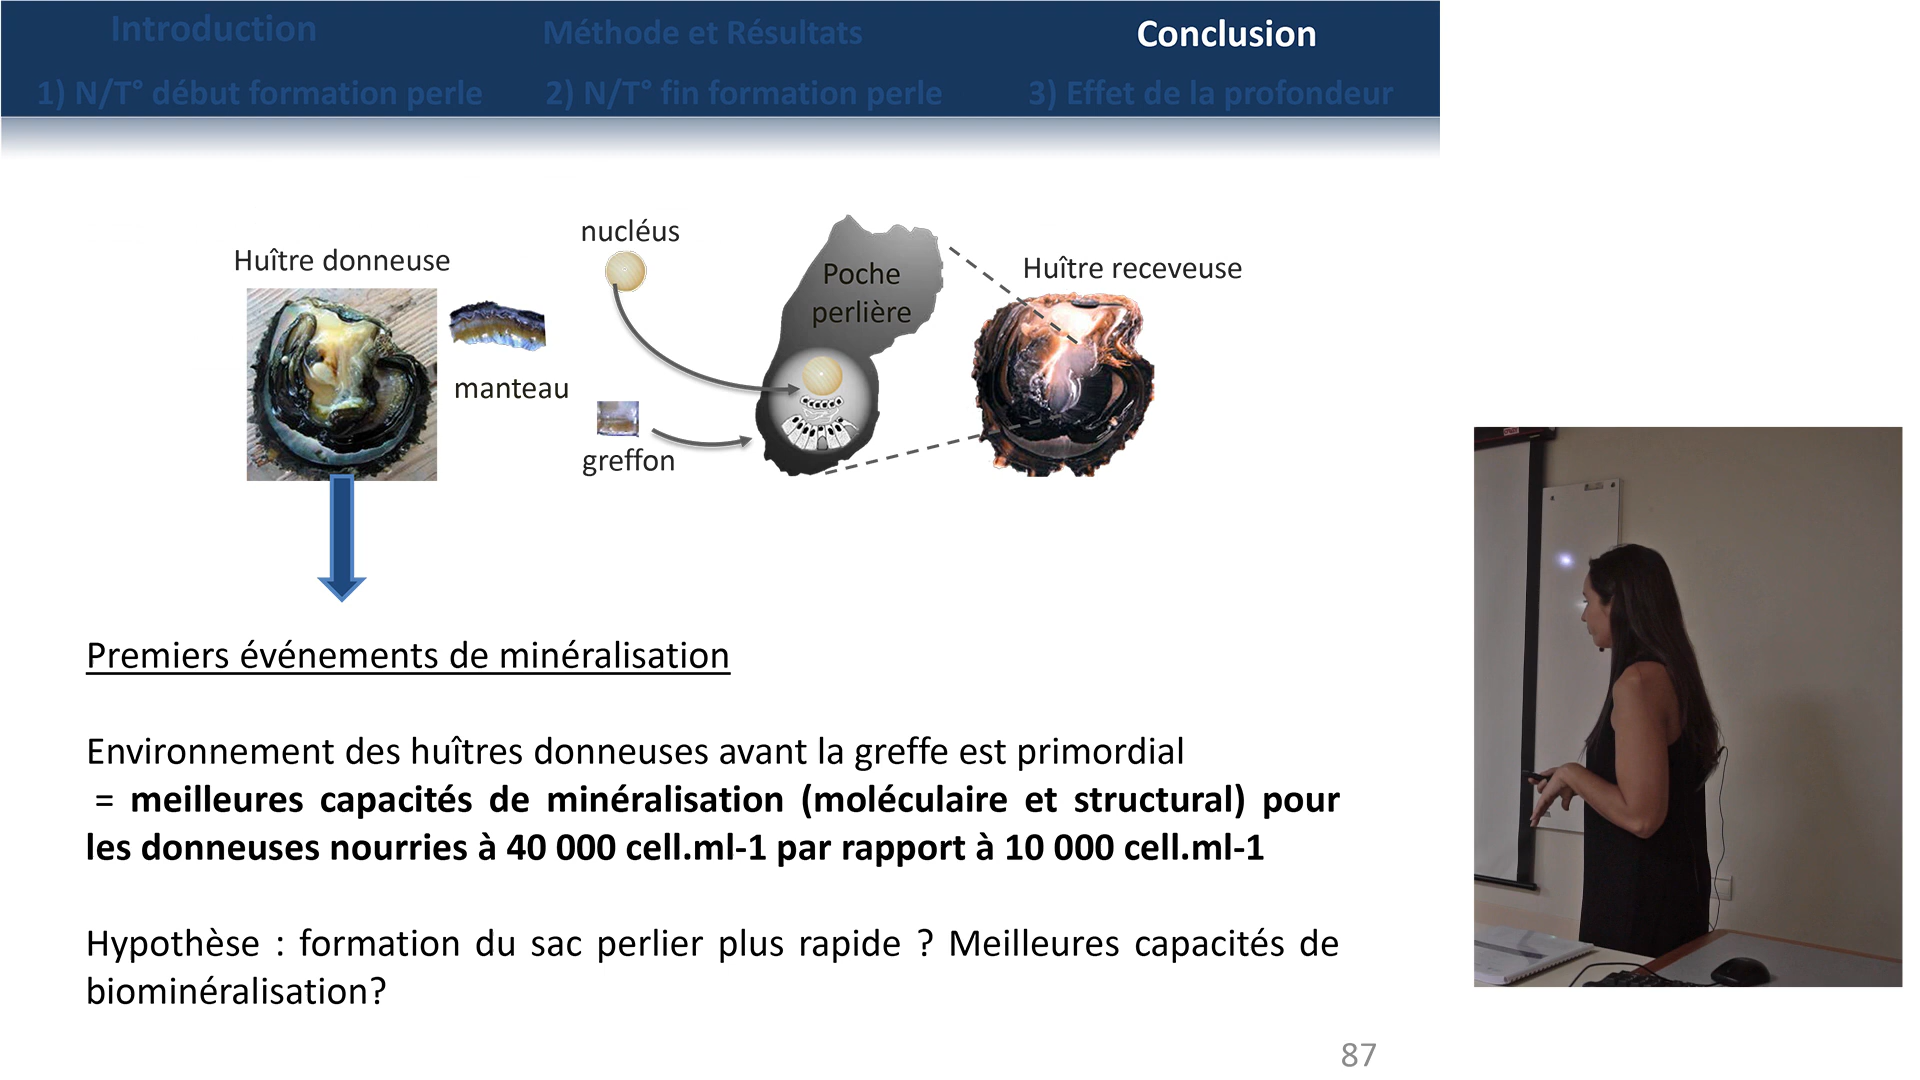 Introduction
Méthode et Résultats
Conclusion
1) N/T° début formation perle
2) N/T° fin formation perle
3) Effet de la profondeur
nucléus
Huître donneuse
Poche
perlière
Huître receveuse
manteau
greffon
Premiers événements de minéralisation
Environnement des huîtres donneuses avant la greffe est primordial
= meilleures capacités de minéralisation (moléculaire et structural) pour
les donneuses nourries à 40 000 cell.ml-1 par rapport à 10 000 cell.ml-1
Hypothèse : formation du sac perlier plus rapide ? Meilleures capacités de
biominéralisation?
87